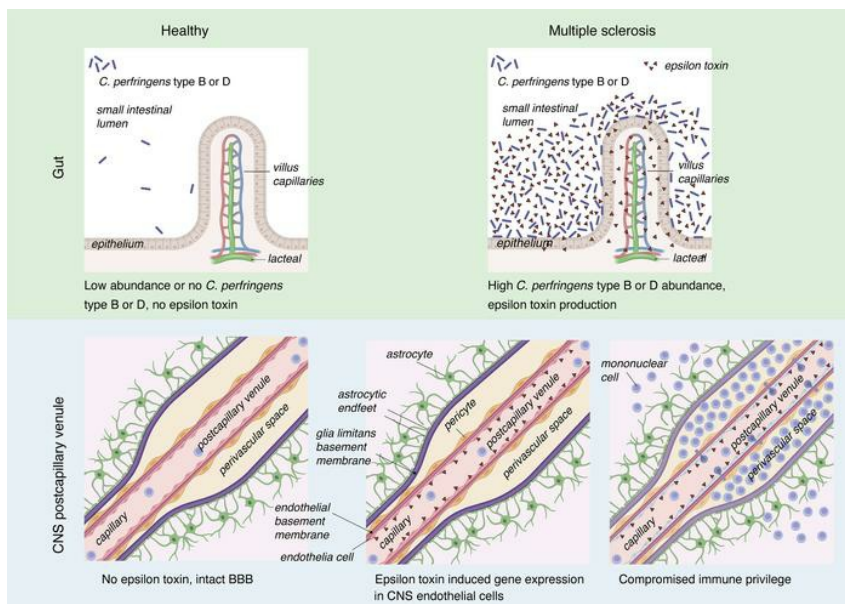 Healthy
Multiple sclerosis
Gut
C. perfringens type B or D
small intestinal
lumen
villus
capillaries
epithelium
lacteal
Low abundance or no C. perfringens
type B or D, no epsilon toxin
epsilon toxin
C. perfringens type B or D
small intestinal
lumen
villus
capillaries
epithelium
lacteal
High C. perfringens type B or D abundance,
epsilon toxin production
CNS postcapillary venule
postcapillary venule
perivascular space
capillary
No epsilon toxin, intact BBB
astrocyte
astrocytic
endfeet
glia limitans
basement
membrane
endothelial
basement
membrane
endothelia cell
pericyte
postcapillary venule
perivascular space
capillary
Epsilon toxin induced gene expression
in CNS endothelial cells
mononuclear
cell
postcapillary venule
perivascular space
capillary
Compromised immune privilege